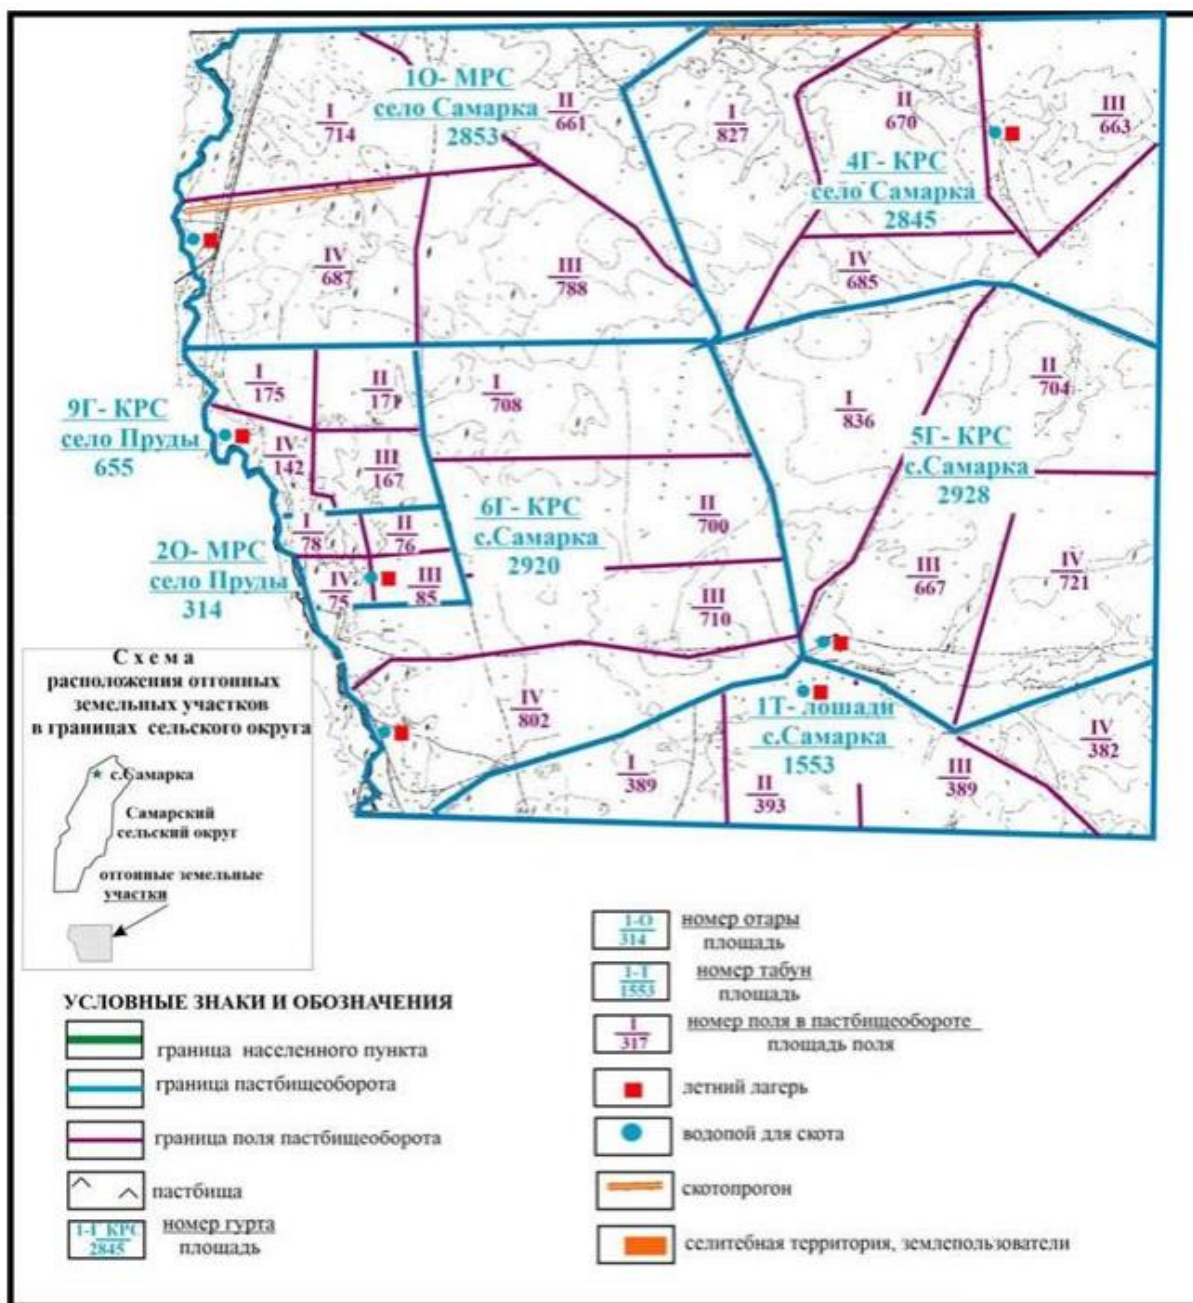 1О- МРС
село Самарка
2853
I
714
II
661
IV
687
III
788
I
827
II
670
III
663
4Г- КРС
село Самарка
2845
IV
685
9Г- КРС
село Пруды
655
I
175
II
171
IV
142
III
167
2О- МРС
село Пруды
314
I
78
II
76
IV
75
III
85
I
708
6Г- КРС
с.Самарка
2920
II
700
III
710
IV
802
I
836
II
704
5Г- КРС
с.Самарка
2928
III
667
IV
721
1Т- лошади
с.Самарка
1553
I
389
II
393
III
389
IV
382
С х е м а
расположения отгонных
земельных участков
в границах сельского округа
с.Самарка
Самарский
сельский округ
отгонные земельные
участки
УСЛОВНЫЕ ЗНАКИ И ОБОЗНАЧЕНИЯ
граница населенного пункта
граница пастбищеоборота
граница поля пастбищеоборота
пастбища
1-Г КРС
2845
номер гурта
площадь
1-О
314
номер отары
площадь
1-Т
1553
номер табун
площадь
I
317
номер поля в пастбищеобороте
площадь поля
летний лагерь
водопой для скота
скотопрогон
селитебная территория, землепользователи